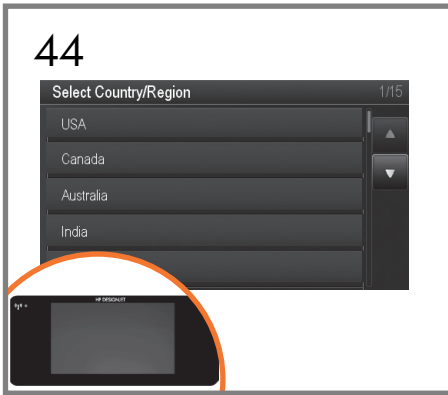 44
Select Country/Region 1/15
USA
Canada
Australia
India
HP DESIGNJET